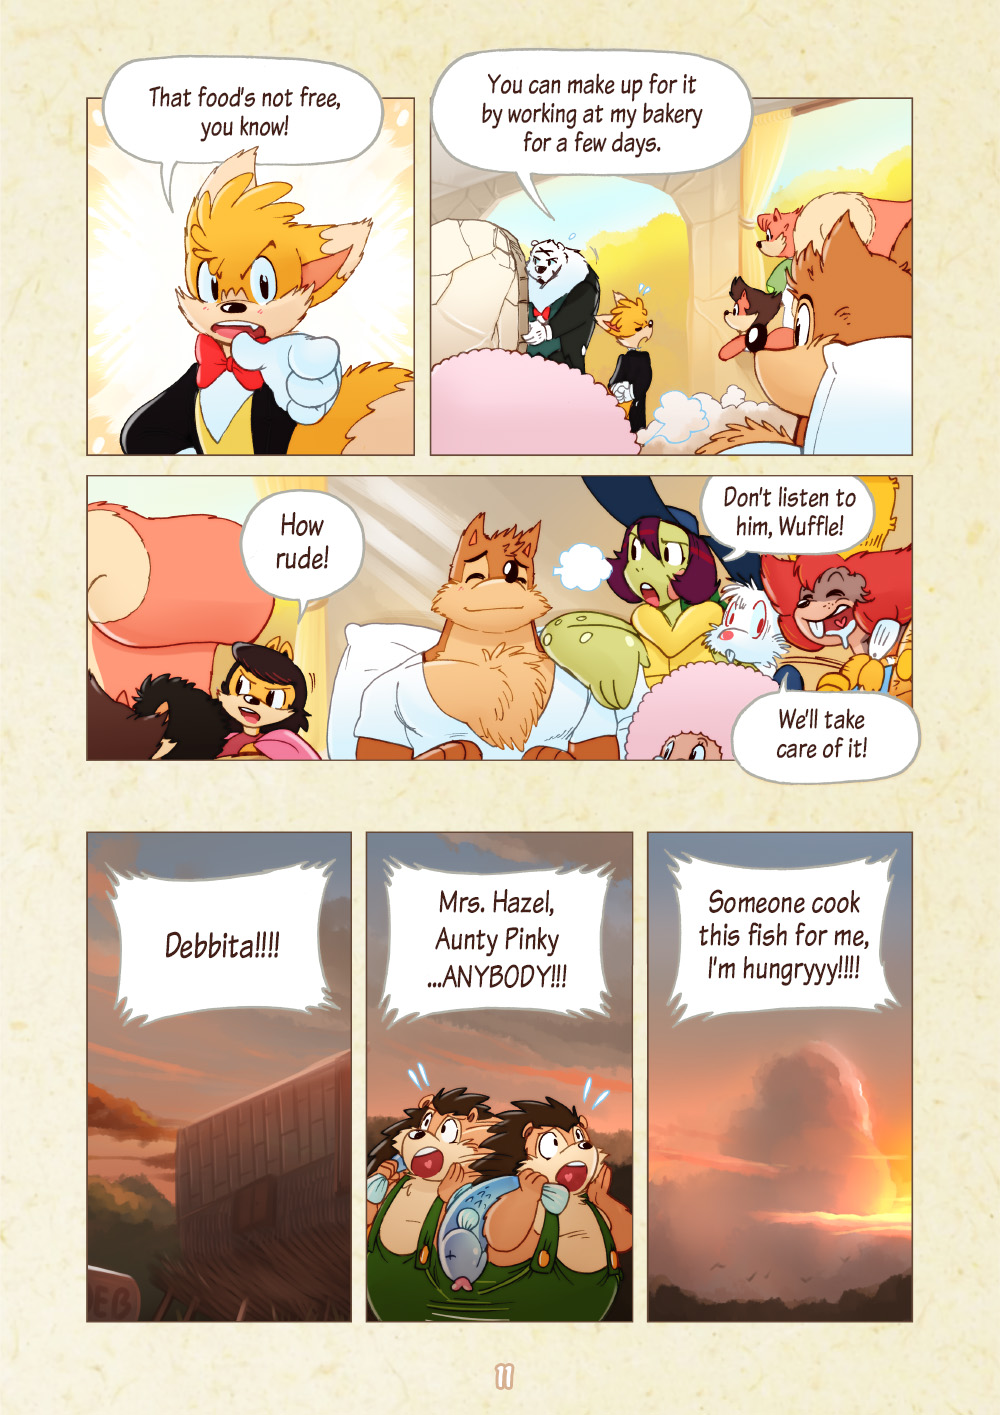 That food's not free,
you know!
You can make up for it
by working at my bakery
for a few days.
How
rude!
Don't listen to
him, Wuffle!
We'll take
care of it!
Debbita!!!!
Mrs. Hazel,
Aunty Pinky
...ANYBODY!!!
Someone cook
this fish for me,
I'm hungryyy!!!!
11